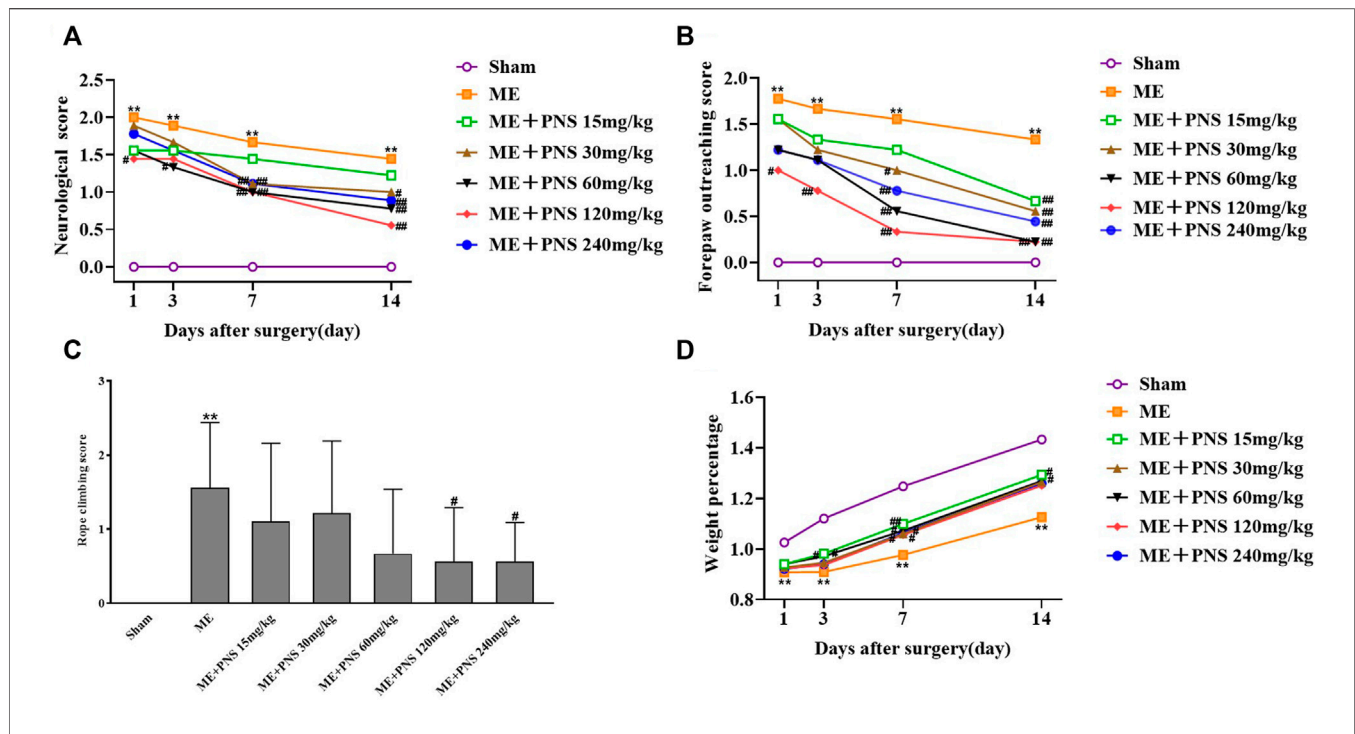 A
Neurological score
2.5
2.0
1.5
1.0
0.5
0.0
** ** ** **
# # ## ## ## ## # ## ## ##
1 3 7 14
Days after surgery(day)
Sham
ME
ME+PNS 15mg/kg
ME+PNS 30mg/kg
ME+PNS 60mg/kg
ME+PNS 120mg/kg
ME+PNS 240mg/kg
B
Forepaw outreaching score
2.0
1.5
1.0
0.5
0.0
** ** ** **
# ## # ## ## ## ## ## ## ## ##
1 3 7 14
Days after surgery(day)
Sham
ME
ME+PNS 15mg/kg
ME+PNS 30mg/kg
ME+PNS 60mg/kg
ME+PNS 120mg/kg
ME+PNS 240mg/kg
C
Rope climbing score
3
2
1
0
** # #
Sham
ME
ME+PNS 15mg/kg
ME+PNS 30mg/kg
ME+PNS 60mg/kg
ME+PNS 120mg/kg
ME+PNS 240mg/kg
D
Weight percentage
1.6
1.4
1.2
1.0
0.8
# # ## # # # # # #
** ** ** **
1 3 7 14
Days after surgery(day)
Sham
ME
ME+PNS 15mg/kg
ME+PNS 30mg/kg
ME+PNS 60mg/kg
ME+PNS 120mg/kg
ME+PNS 240mg/kg